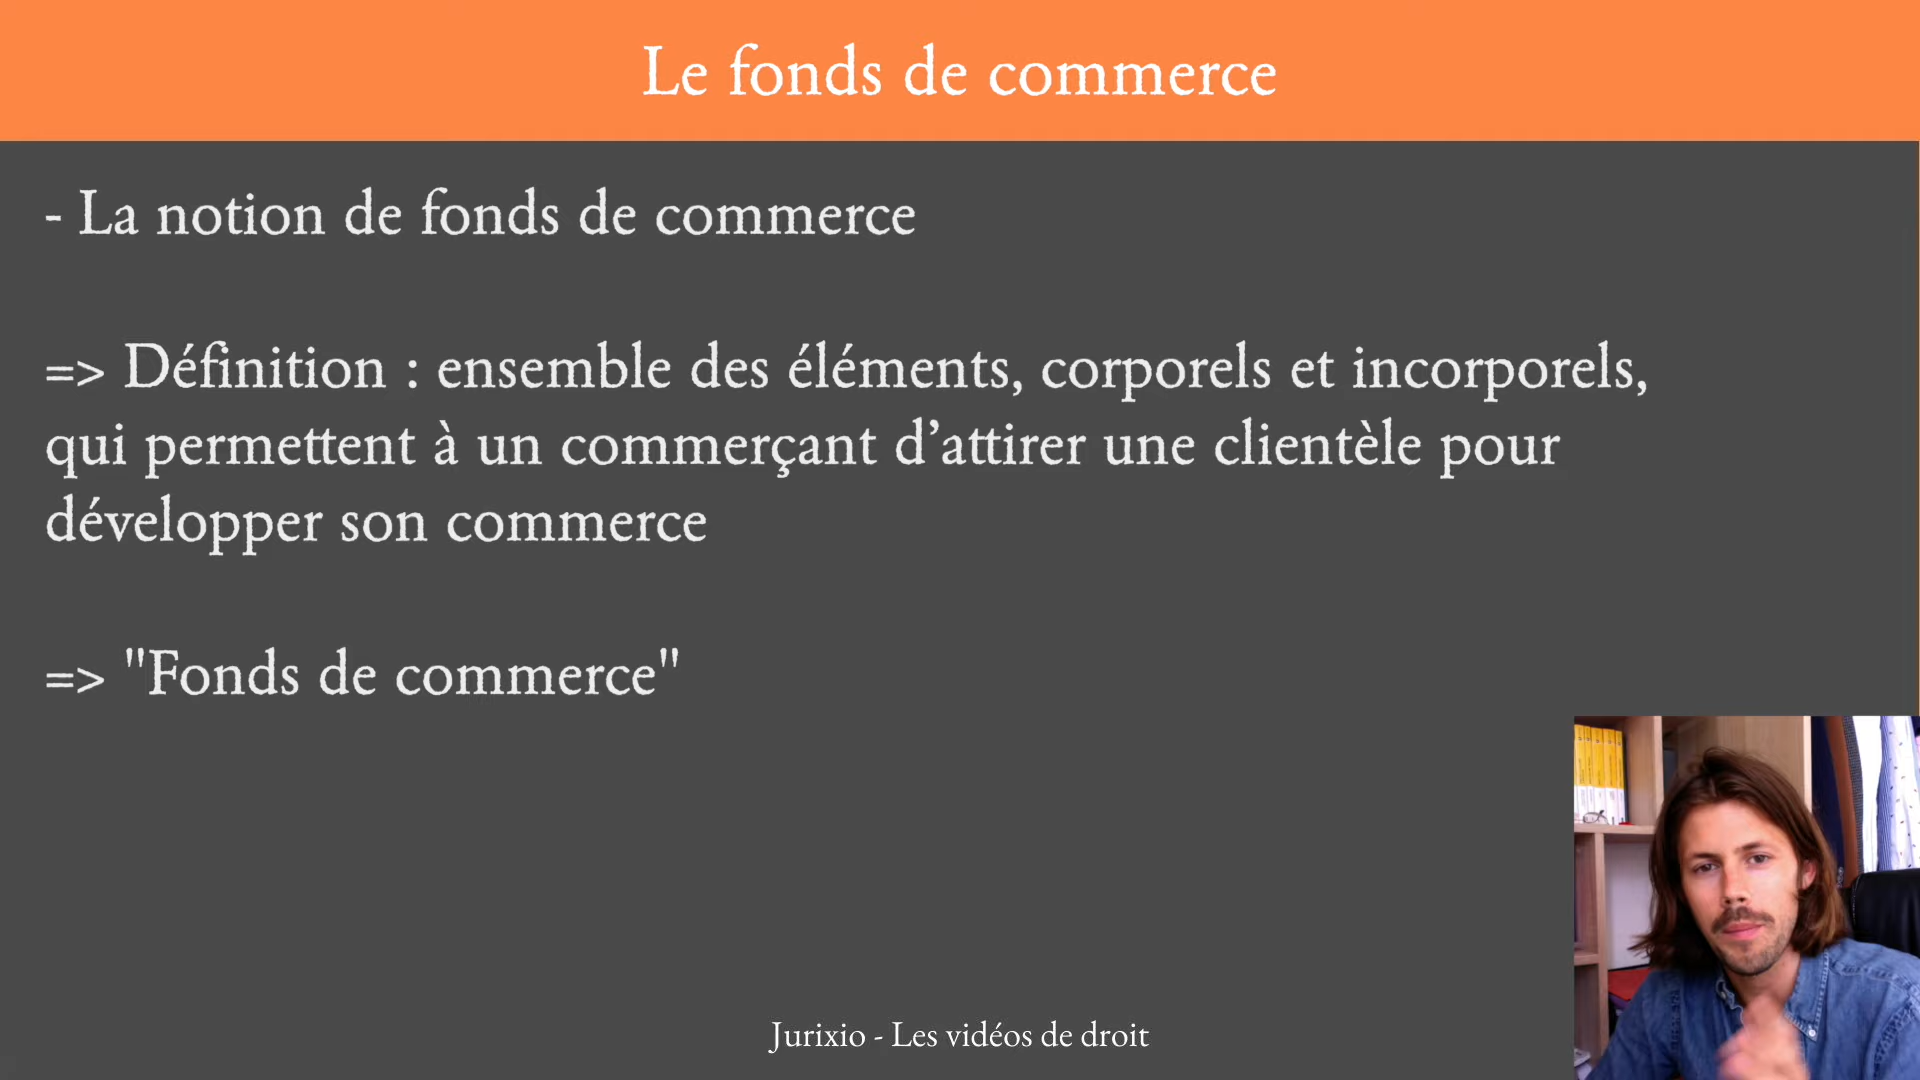 Le fonds de commerce
- La notion de fonds de commerce
=> Définition : ensemble des éléments, corporels et incorporels,
qui permettent à un commerçant d’attirer une clientèle pour
développer son commerce
=> "Fonds de commerce"
Jurixio - Les vidéos de droit